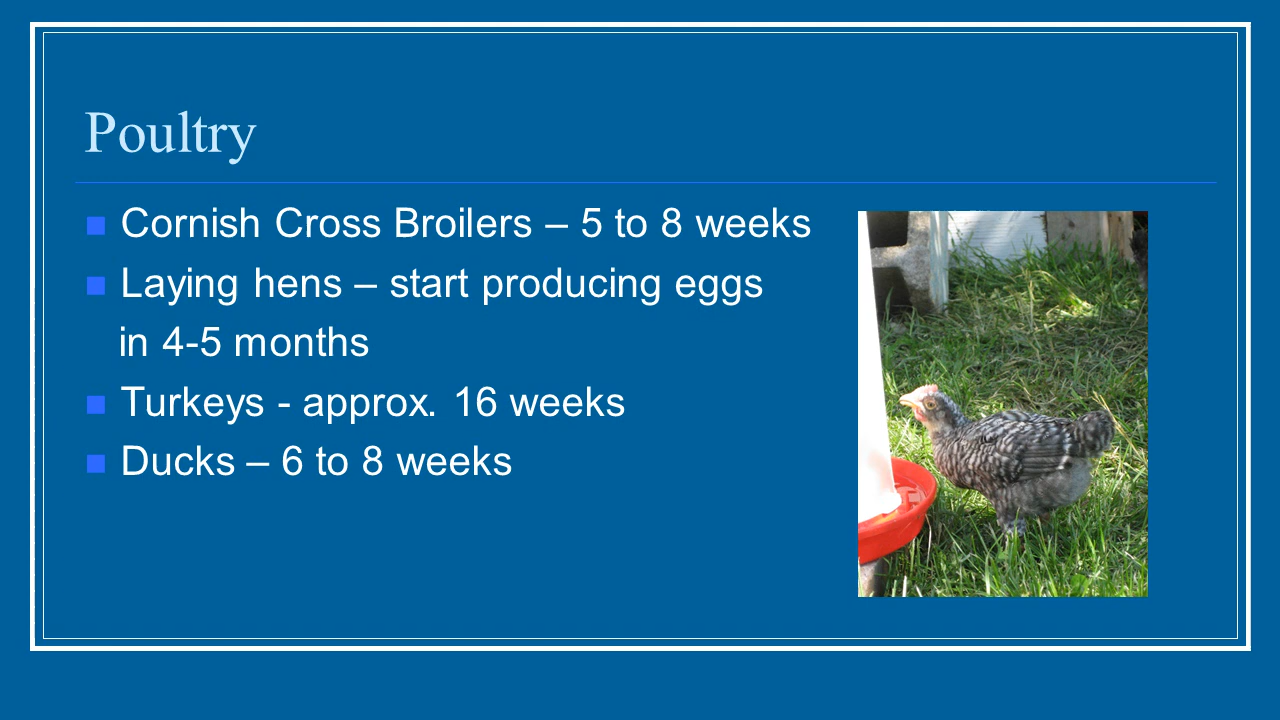 Poultry
Cornish Cross Broilers – 5 to 8 weeks
Laying hens – start producing eggs
in 4-5 months
Turkeys - approx. 16 weeks
Ducks – 6 to 8 weeks